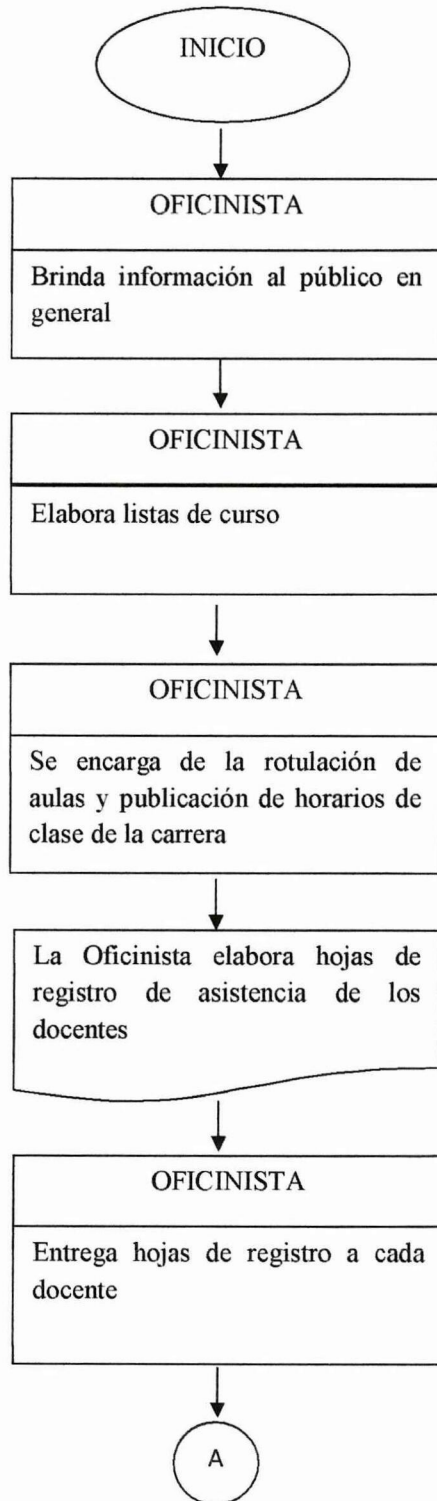 INICIO
OFICINISTA
Brinda información al público en
general
OFICINISTA
Elabora listas de curso
OFICINISTA
Se encarga de la rotulación de
aulas y publicación de horarios de
clase de la carrera
La Oficinista elabora hojas de
registro de asistencia de los
docentes
OFICINISTA
Entrega hojas de registro a cada
docente
A